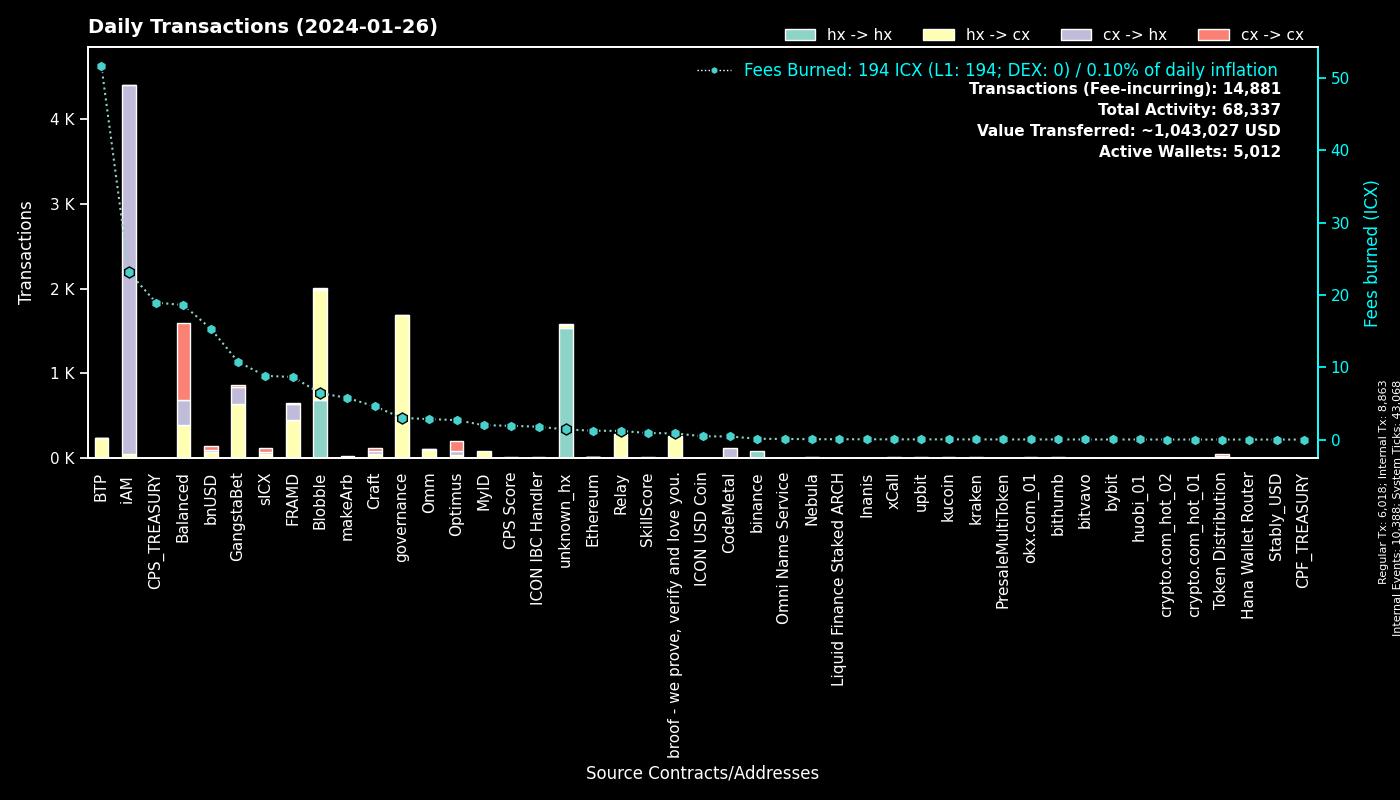 Daily Transactions (2024-01-26)
hx -> hx
hx -> cx
cx -> hx
cx -> cx
Fees Burned: 194 ICX (L1: 194; DEX: 0) / 0.10% of daily inflation
Transactions (Fee-incurring): 14,881
Total Activity: 68,337
Value Transferred: ~1,043,027 USD
Active Wallets: 5,012
Transactions
4 K
3 K
2 K
1 K
0 K
50
40
30
20
10
0
Fees burned (ICX)
Regular Tx: 6,018; Internal Tx: 8,863
Internal Events: 10,388; System Ticks: 43,068
BTP
iAM
CPS_TREASURY
Balanced
bnUSD
GangstaBet
sICX
FRAMD
Blobble
makeArb
Craft
governance
Omm
Optimus
MyID
CPS Score
ICON IBC Handler
unknown_hx
Ethereum
Relay
SkillScore
broof - we prove, verify and love you.
ICON USD Coin
CodeMetal
binance
Omni Name Service
Nebula
Liquid Finance Staked ARCH
Inanis
xCall
upbit
kucoin
kraken
PresaleMultiToken
okx.com_01
bithumb
bitvavo
bybit
huobi_01
crypto.com_hot_02
crypto.com_hot_01
Token Distribution
Hana Wallet Router
Stably_USD
CPF_TREASURY
Source Contracts/Addresses